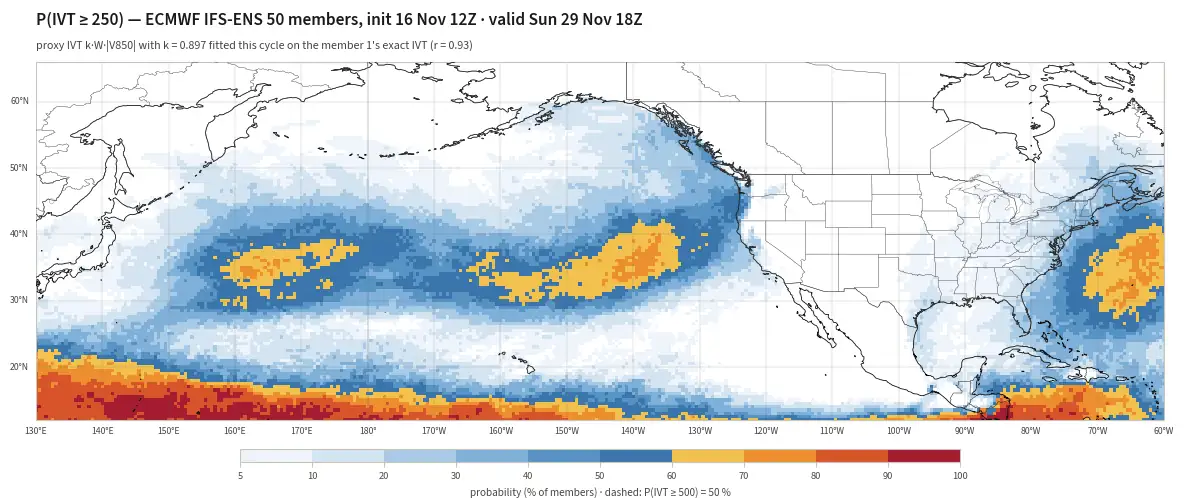 P(IVT ≥ 250) — ECMWF IFS-ENS 50 members, init 16 Nov 12Z · valid Sun 29 Nov 18Z
proxy IVT k·W·|V850| with k = 0.897 fitted this cycle on the member 1's exact IVT (r = 0.93)
60°N
50°N
40°N
30°N
20°N
130°E 140°E 150°E 160°E 170°E 180° 170°W 160°W 150°W 140°W 130°W 120°W 110°W 100°W 90°W 80°W 70°W 60°W
5 10 20 30 40 50 60 70 80 90 100
probability (% of members) · dashed: P(IVT ≥ 500) = 50 %